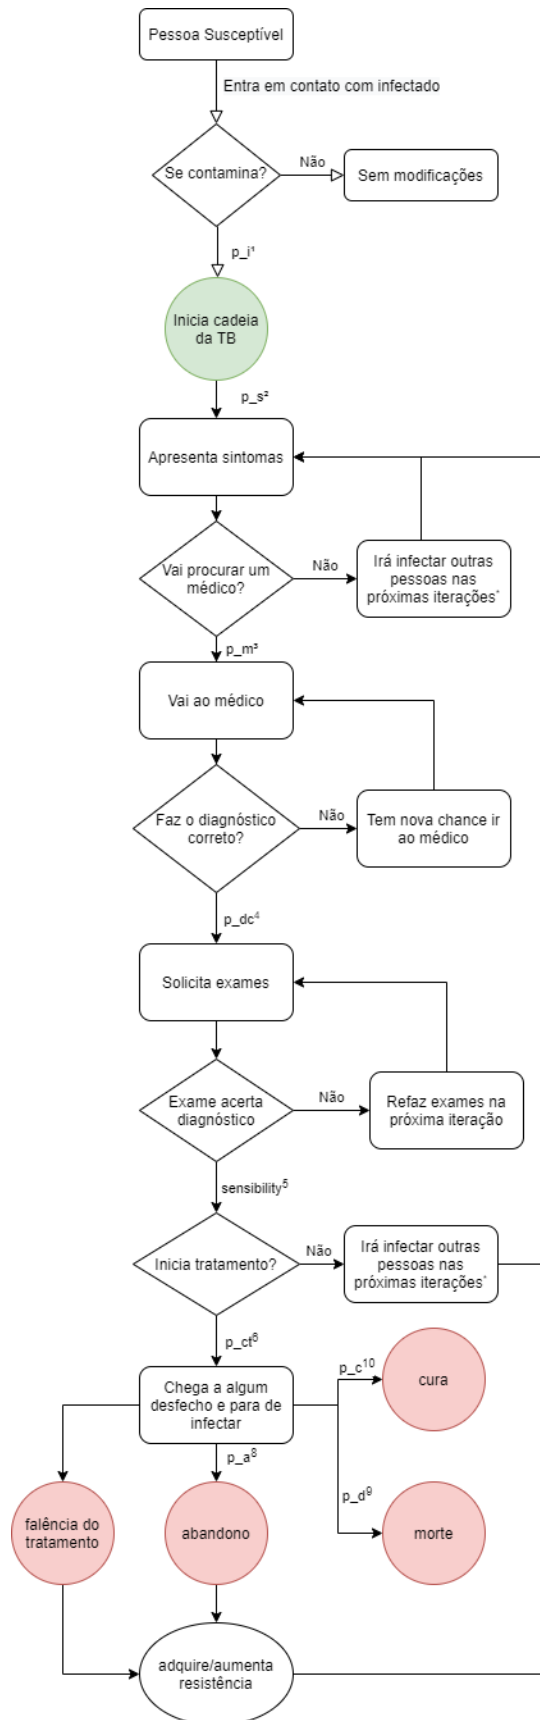 Pessoa Susceptível
Entra em contato com infectado
Se contamina?
Não
Sem modificações
p_i¹
Inicia cadeia
da TB
p_s²
Apresenta sintomas
Vai procurar um
médico?
Não
Irá infectar outras
pessoas nas
próximas iterações*
p_m³
Vai ao médico
Faz o diagnóstico
correto?
Não
Tem nova chance ir
ao médico
p_dc⁴
Solicita exames
Exame acerta
diagnóstico
Não
Refaz exames na
próxima iteração
sensibility⁵
Inicia tratamento?
Não
Irá infectar outras
pessoas nas
próximas iterações*
p_ct⁶
Chega a algum
desfecho e para de
infectar
p_c¹⁰
cura
p_a⁸
p_d⁹
falência do
tratamento
abandono
morte
adquire/aumenta
resistência